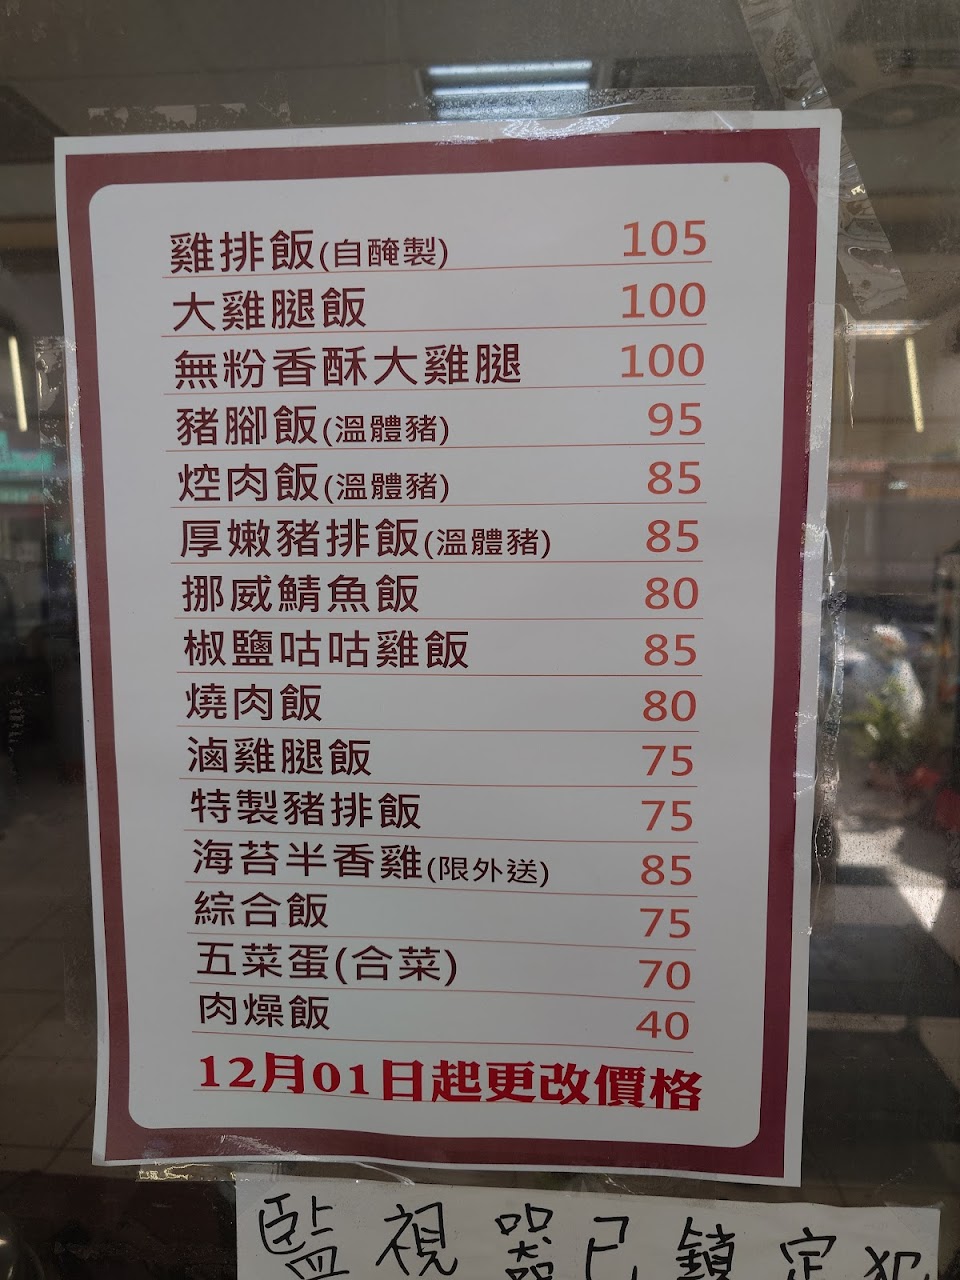 雞排飯(自醃製) 105
大雞腿飯 100
無粉香酥大雞腿 100
豬腳飯(溫體豬) 95
焢肉飯(溫體豬) 85
厚嫩豬排飯(溫體豬) 85
挪威鯖魚飯 80
椒鹽咕咕雞飯 85
燒肉飯 80
滷雞腿飯 75
特製豬排飯 75
海苔半香雞(限外送) 85
綜合飯 75
五菜蛋(合菜) 70
肉燥飯 40
12月01日起更改價格
監視器已鎖定犯